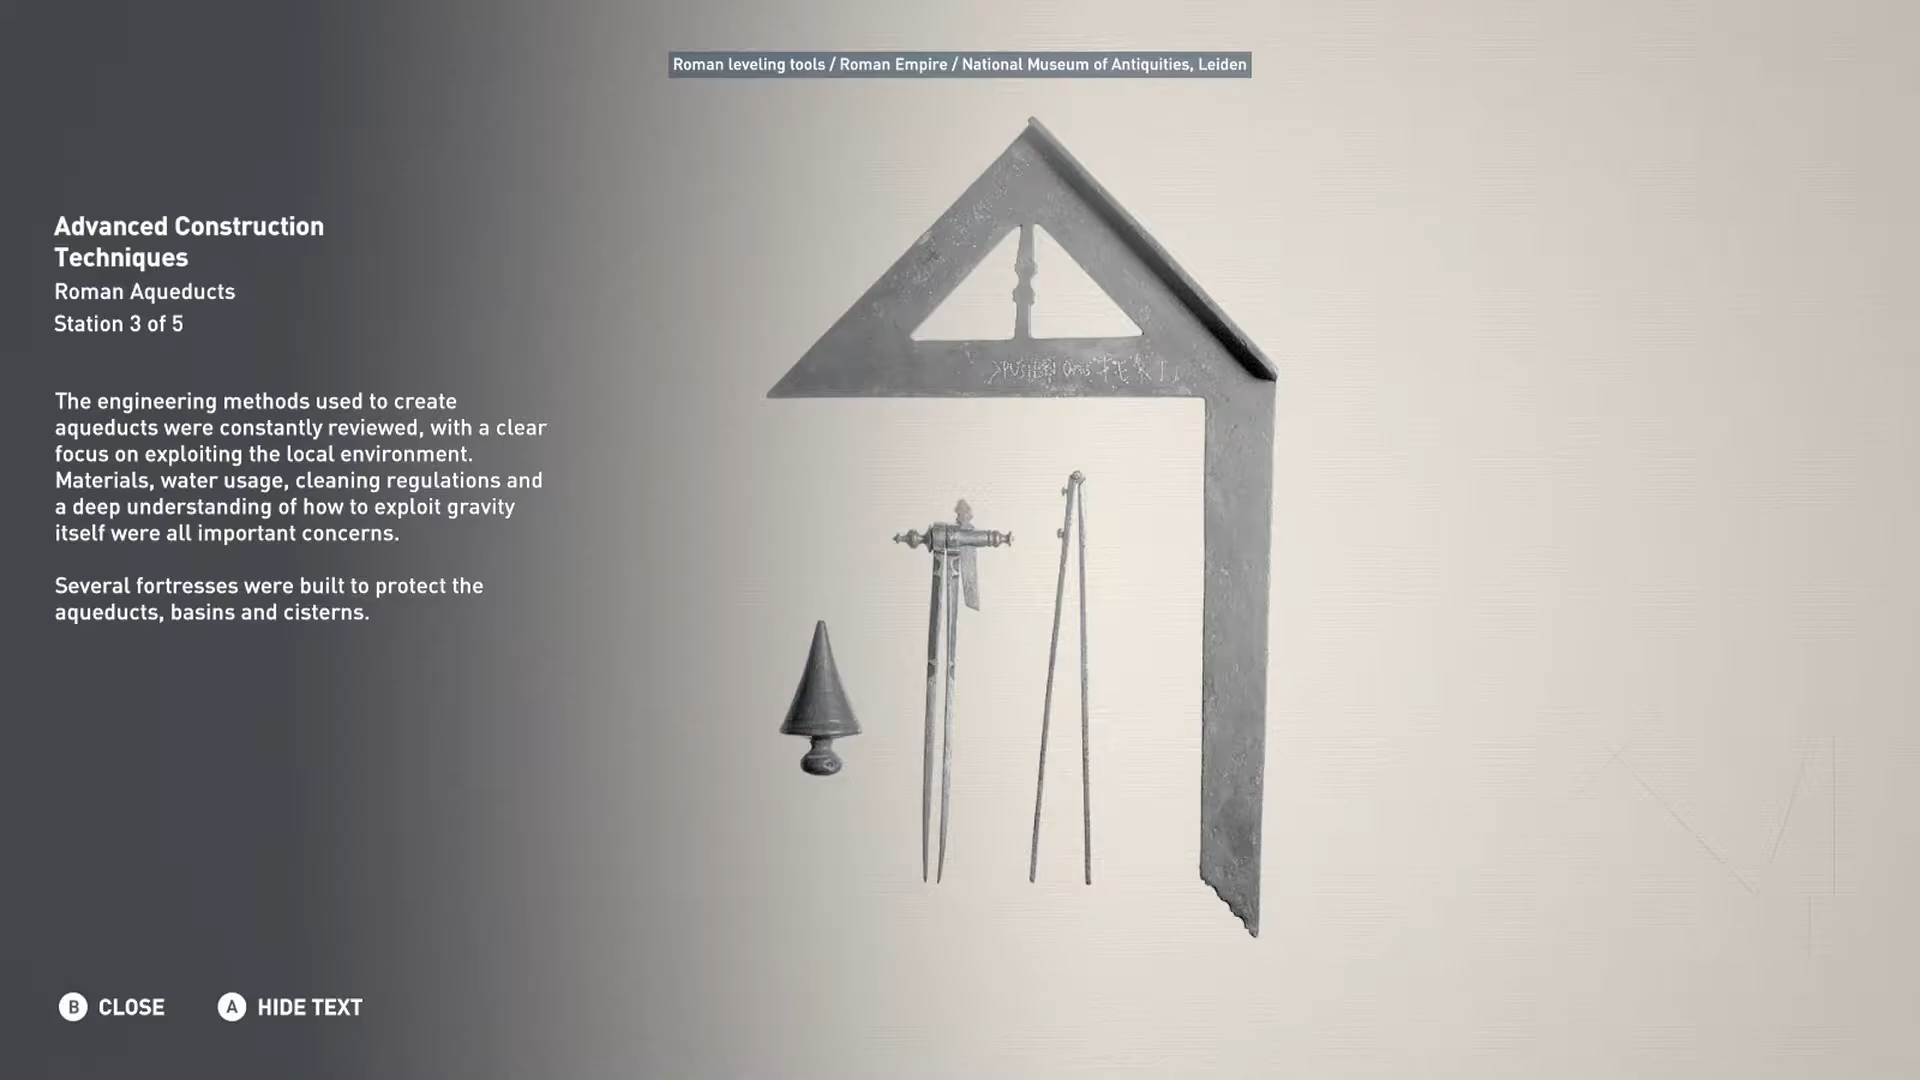 Roman leveling tools / Roman Empire / National Museum of Antiquities, Leiden
Advanced Construction
Techniques
Roman Aqueducts
Station 3 of 5
The engineering methods used to create
aqueducts were constantly reviewed, with a clear
focus on exploiting the local environment.
Materials, water usage, cleaning regulations and
a deep understanding of how to exploit gravity
itself were all important concerns.
Several fortresses were built to protect the
aqueducts, basins and cisterns.
B CLOSE
A HIDE TEXT